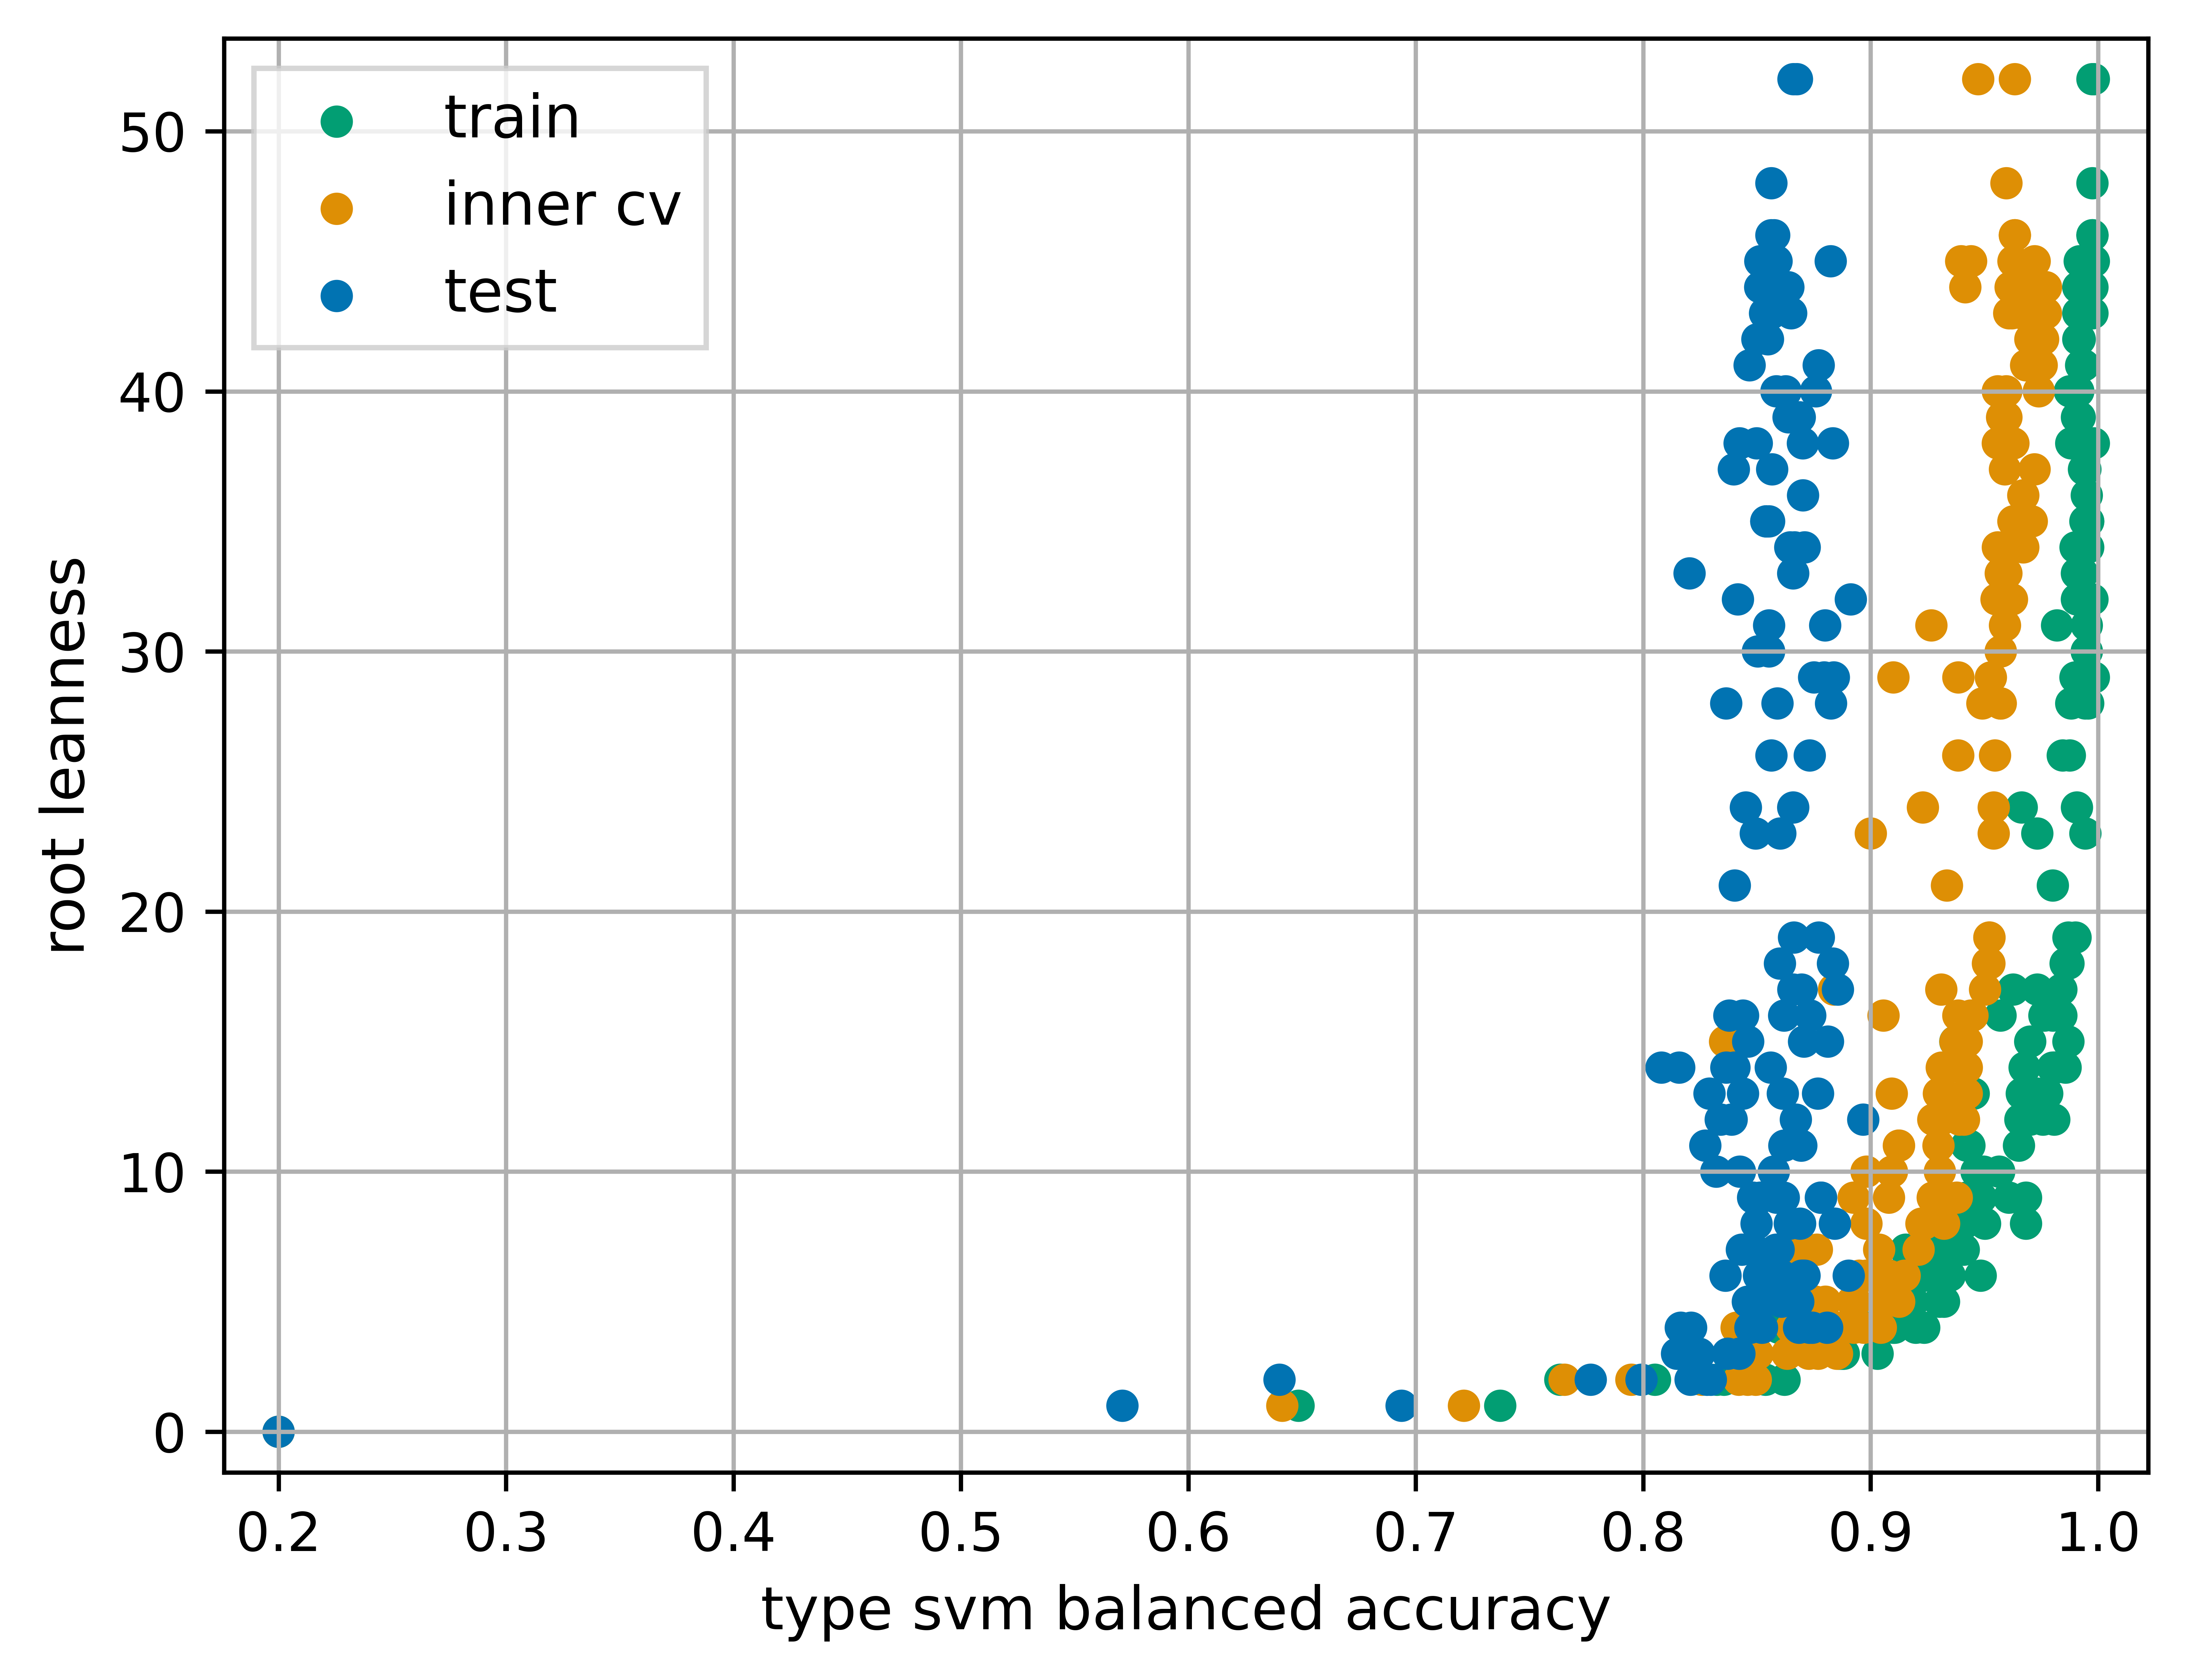 train
inner cv
test
50
40
30
20
10
0
root leanness
0.2 0.3 0.4 0.5 0.6 0.7 0.8 0.9 1.0
type svm balanced accuracy